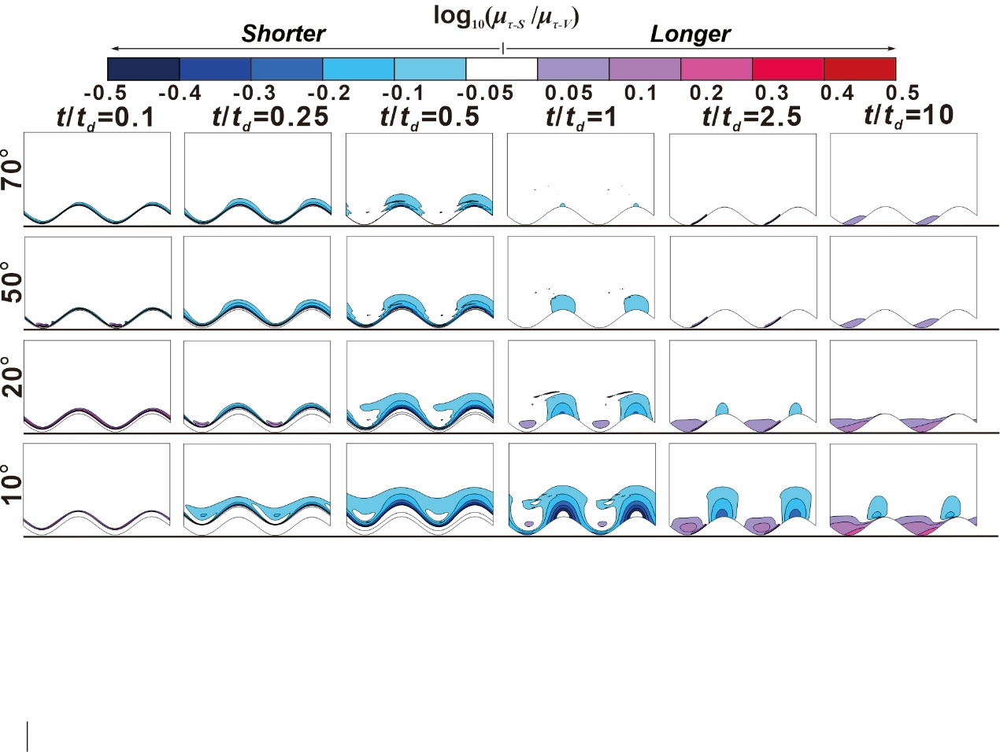 log₁₀(μτ-S /μτ-V)
Shorter Longer
-0.5 -0.4 -0.3 -0.2 -0.1 -0.05 0.05 0.1 0.2 0.3 0.4 0.5
t/td=0.1 t/td=0.25 t/td=0.5 t/td=1 t/td=2.5 t/td=10
70°
50°
20°
10°